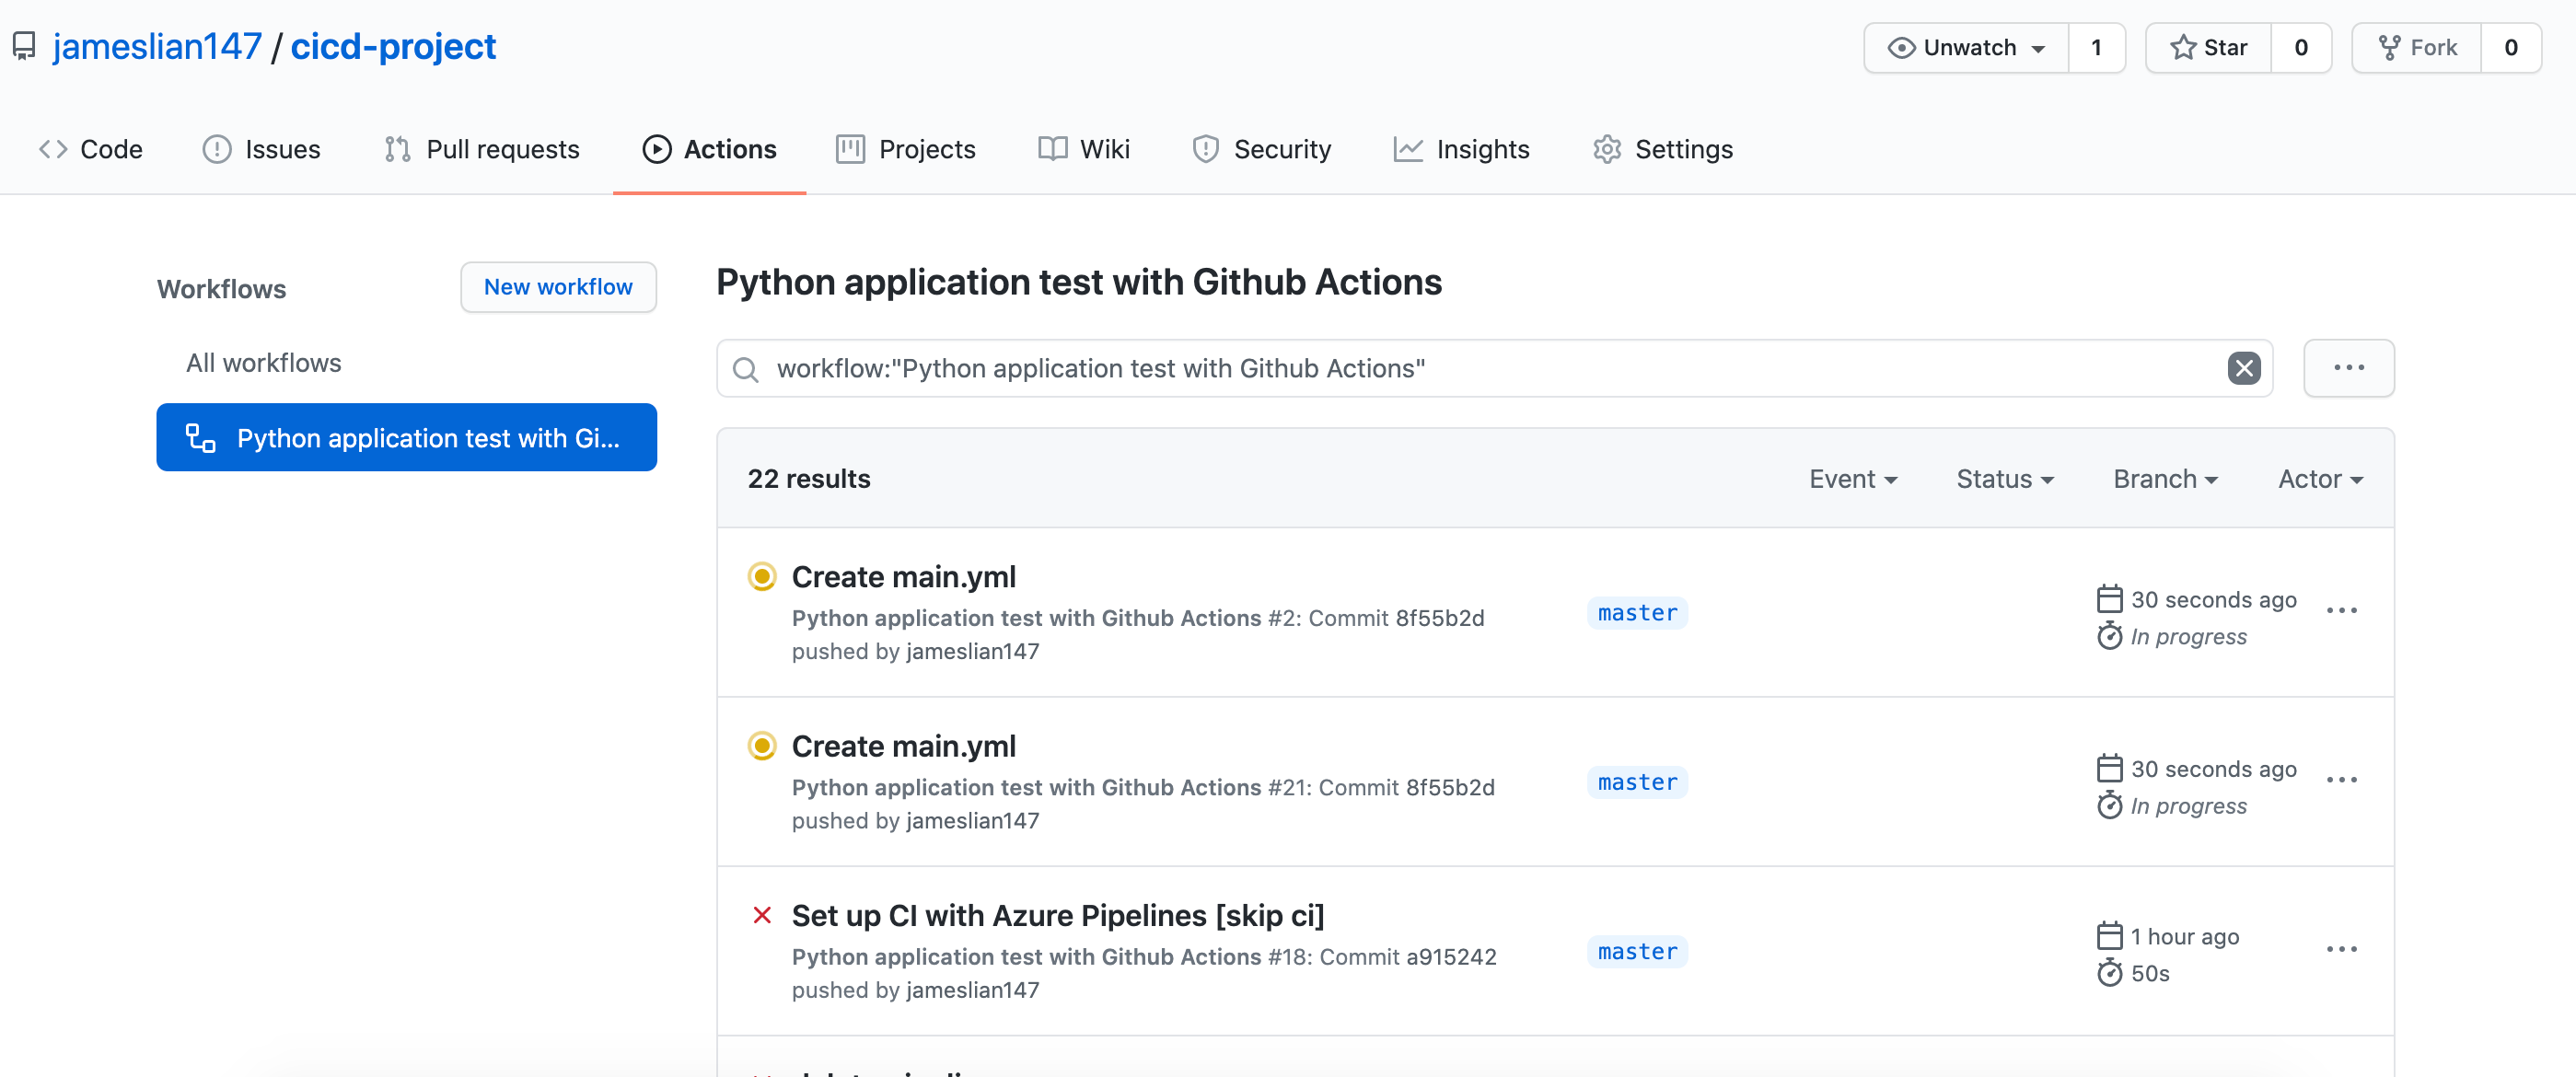 jameslian147 / cicd-project
Unwatch 1
Star 0
Fork 0
Code Issues Pull requests Actions Projects Wiki Security Insights Settings
Workflows
New workflow
All workflows
Python application test with Gi...
Python application test with Github Actions
workflow:"Python application test with Github Actions"
22 results
Event Status Branch Actor
Create main.yml
Python application test with Github Actions #2: Commit 8f55b2d
pushed by jameslian147
master
30 seconds ago
In progress
Create main.yml
Python application test with Github Actions #21: Commit 8f55b2d
pushed by jameslian147
master
30 seconds ago
In progress
Set up CI with Azure Pipelines [skip ci]
Python application test with Github Actions #18: Commit a915242
pushed by jameslian147
master
1 hour ago
50s